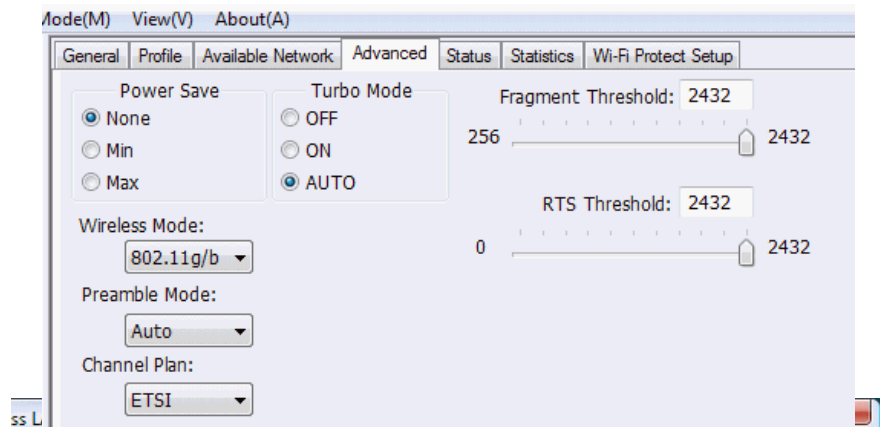 Mode(M) View(V) About(A)
General Profile Available Network Advanced Status Statistics Wi-Fi Protect Setup
Power Save
None
Min
Max
Turbo Mode
OFF
ON
AUTO
Wireless Mode:
802.11g/b
Preamble Mode:
Auto
Channel Plan:
ETSI
Fragment Threshold: 2432
256 2432
RTS Threshold: 2432
0 2432